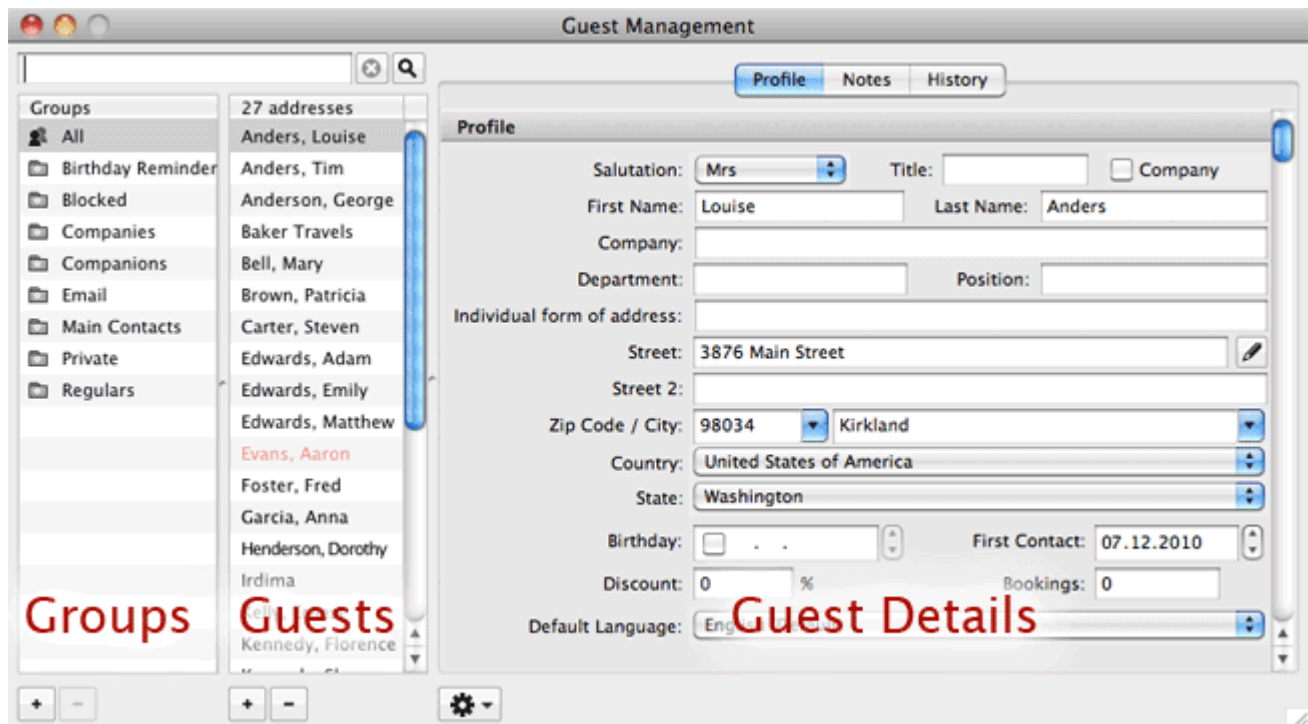 Guest Management
Profile Notes History
Groups
All
Birthday Reminder
Blocked
Companies
Companions
Email
Main Contacts
Private
Regulars
27 addresses
Anders, Louise
Anders, Tim
Anderson, George
Baker Travels
Bell, Mary
Brown, Patricia
Carter, Steven
Edwards, Adam
Edwards, Emily
Edwards, Matthew
Evans, Aaron
Foster, Fred
Garcia, Anna
Henderson, Dorothy
Irdima
Kennedy, Florence
Profile
Salutation: Mrs Title: Company
First Name: Louise Last Name: Anders
Company:
Department: Position:
Individual form of address:
Street: 3876 Main Street
Street 2:
Zip Code / City: 98034 Kirkland
Country: United States of America
State: Washington
Birthday: . . First Contact: 07.12.2010
Discount: 0 % Bookings: 0
Default Language:
Groups Guests Guest Details